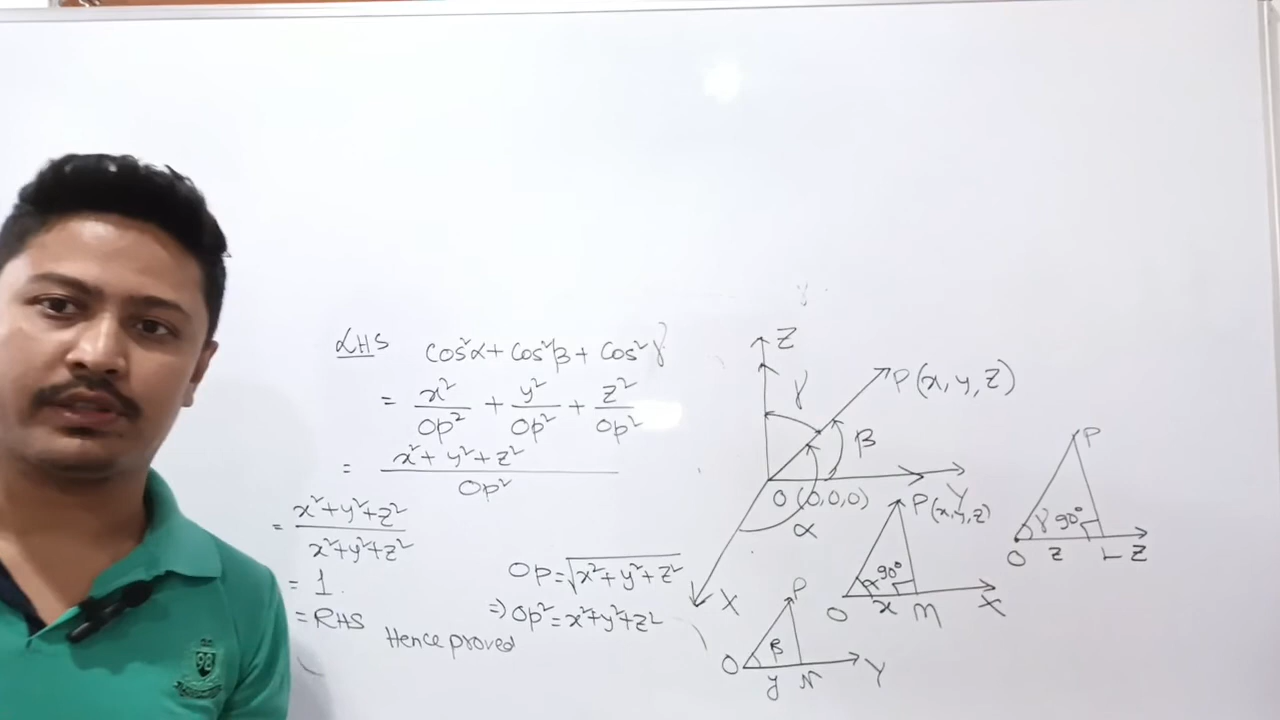 LHS cos²α + cos²β + cos²γ
= x²/OP² + y²/OP² + z²/OP²
= x²+y²+z²/OP²
= x²+y²+z²/x²+y²+z²
= 1.
= RHS
Hence proved
OP = √x²+y²+z²
⇒ OP² = x²+y²+z²
Z
γ
P(x, y, z)
β
O (0,0,0)
Y
α
X
P(x,y,z)
α 90°
O x M X
P
β
O y N Y
P
γ 90°
O z L Z
98